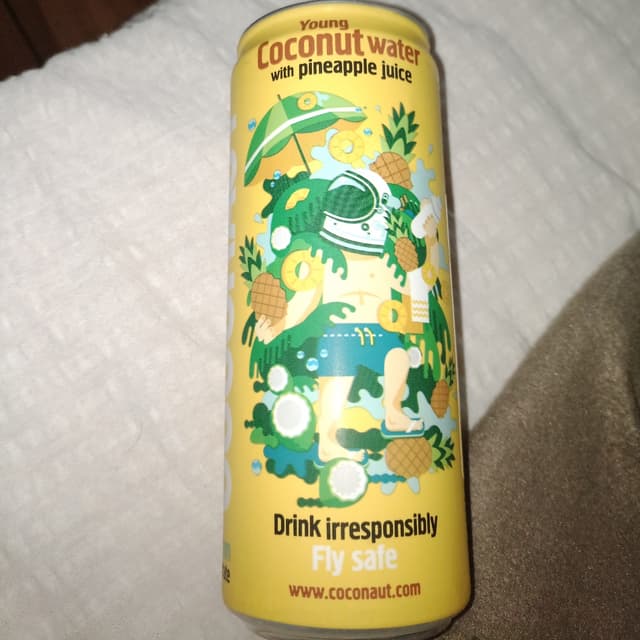 Young
Coconut water
with pineapple juice
Drink irresponsibly
Fly safe
www.coconaut.com